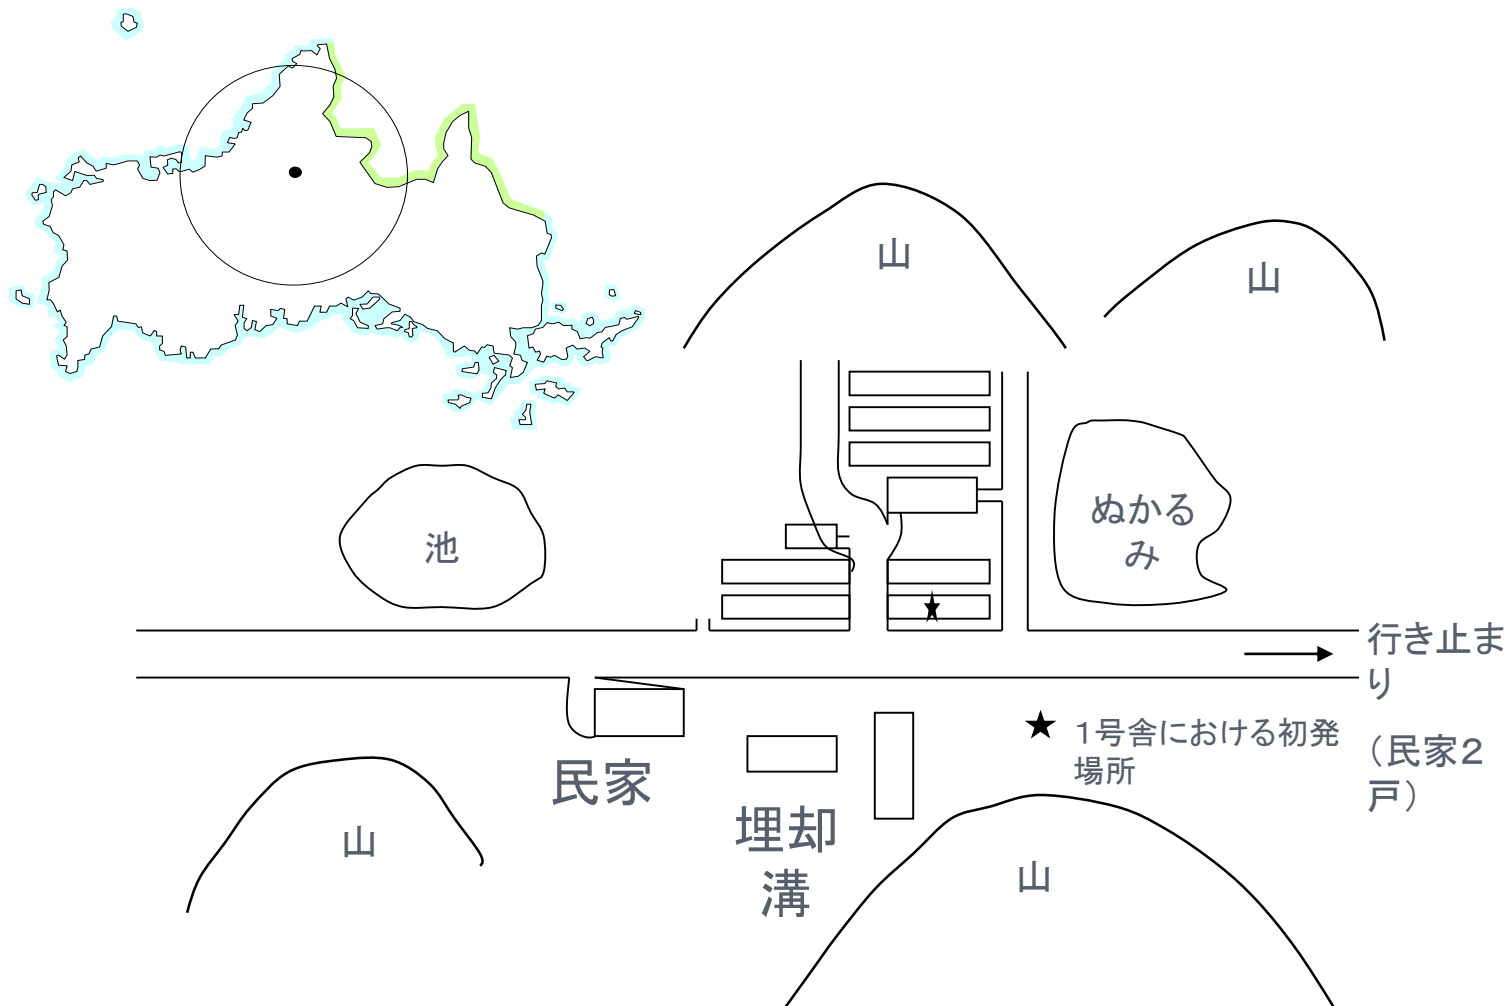 山
山
ぬかる
み
池
行き止ま
り
１号舎における初発
場所
（民家２
戸）
民家
埋却
溝
山
山